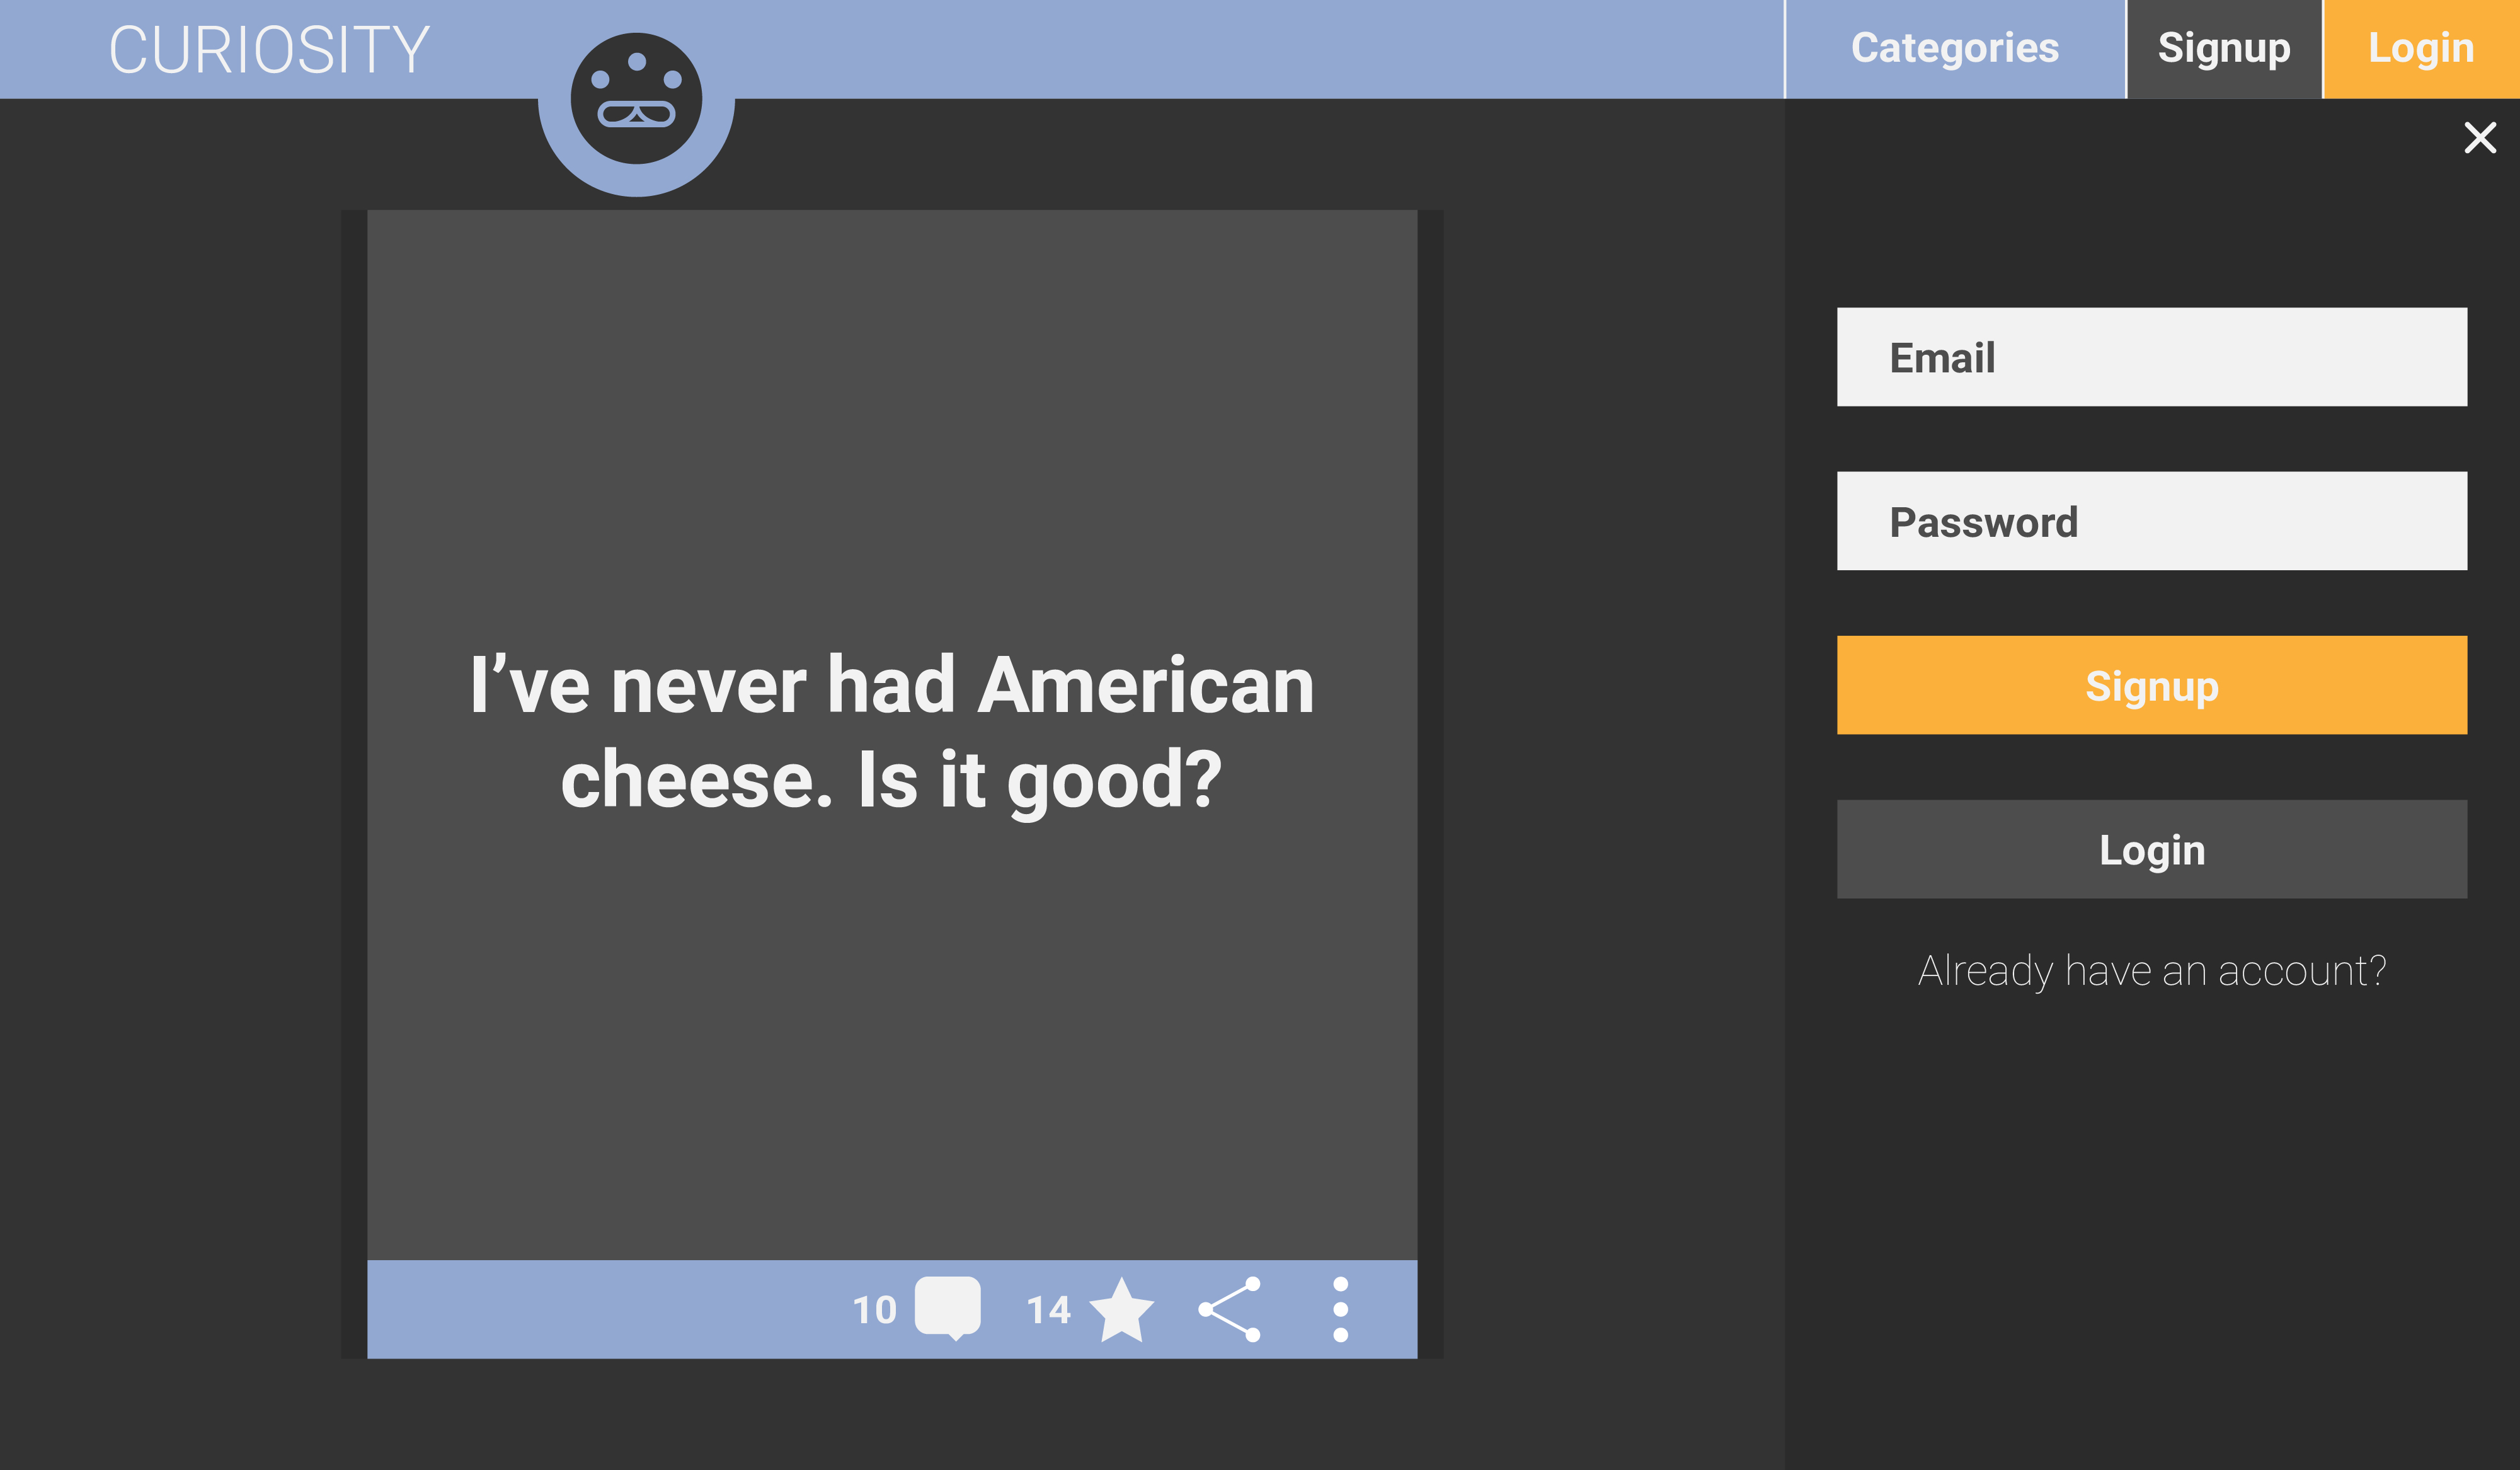 CURIOSITY
Categories
Signup
Login
I’ve never had American
cheese. Is it good?
10
14
Email
Password
Signup
Login
Already have an account?